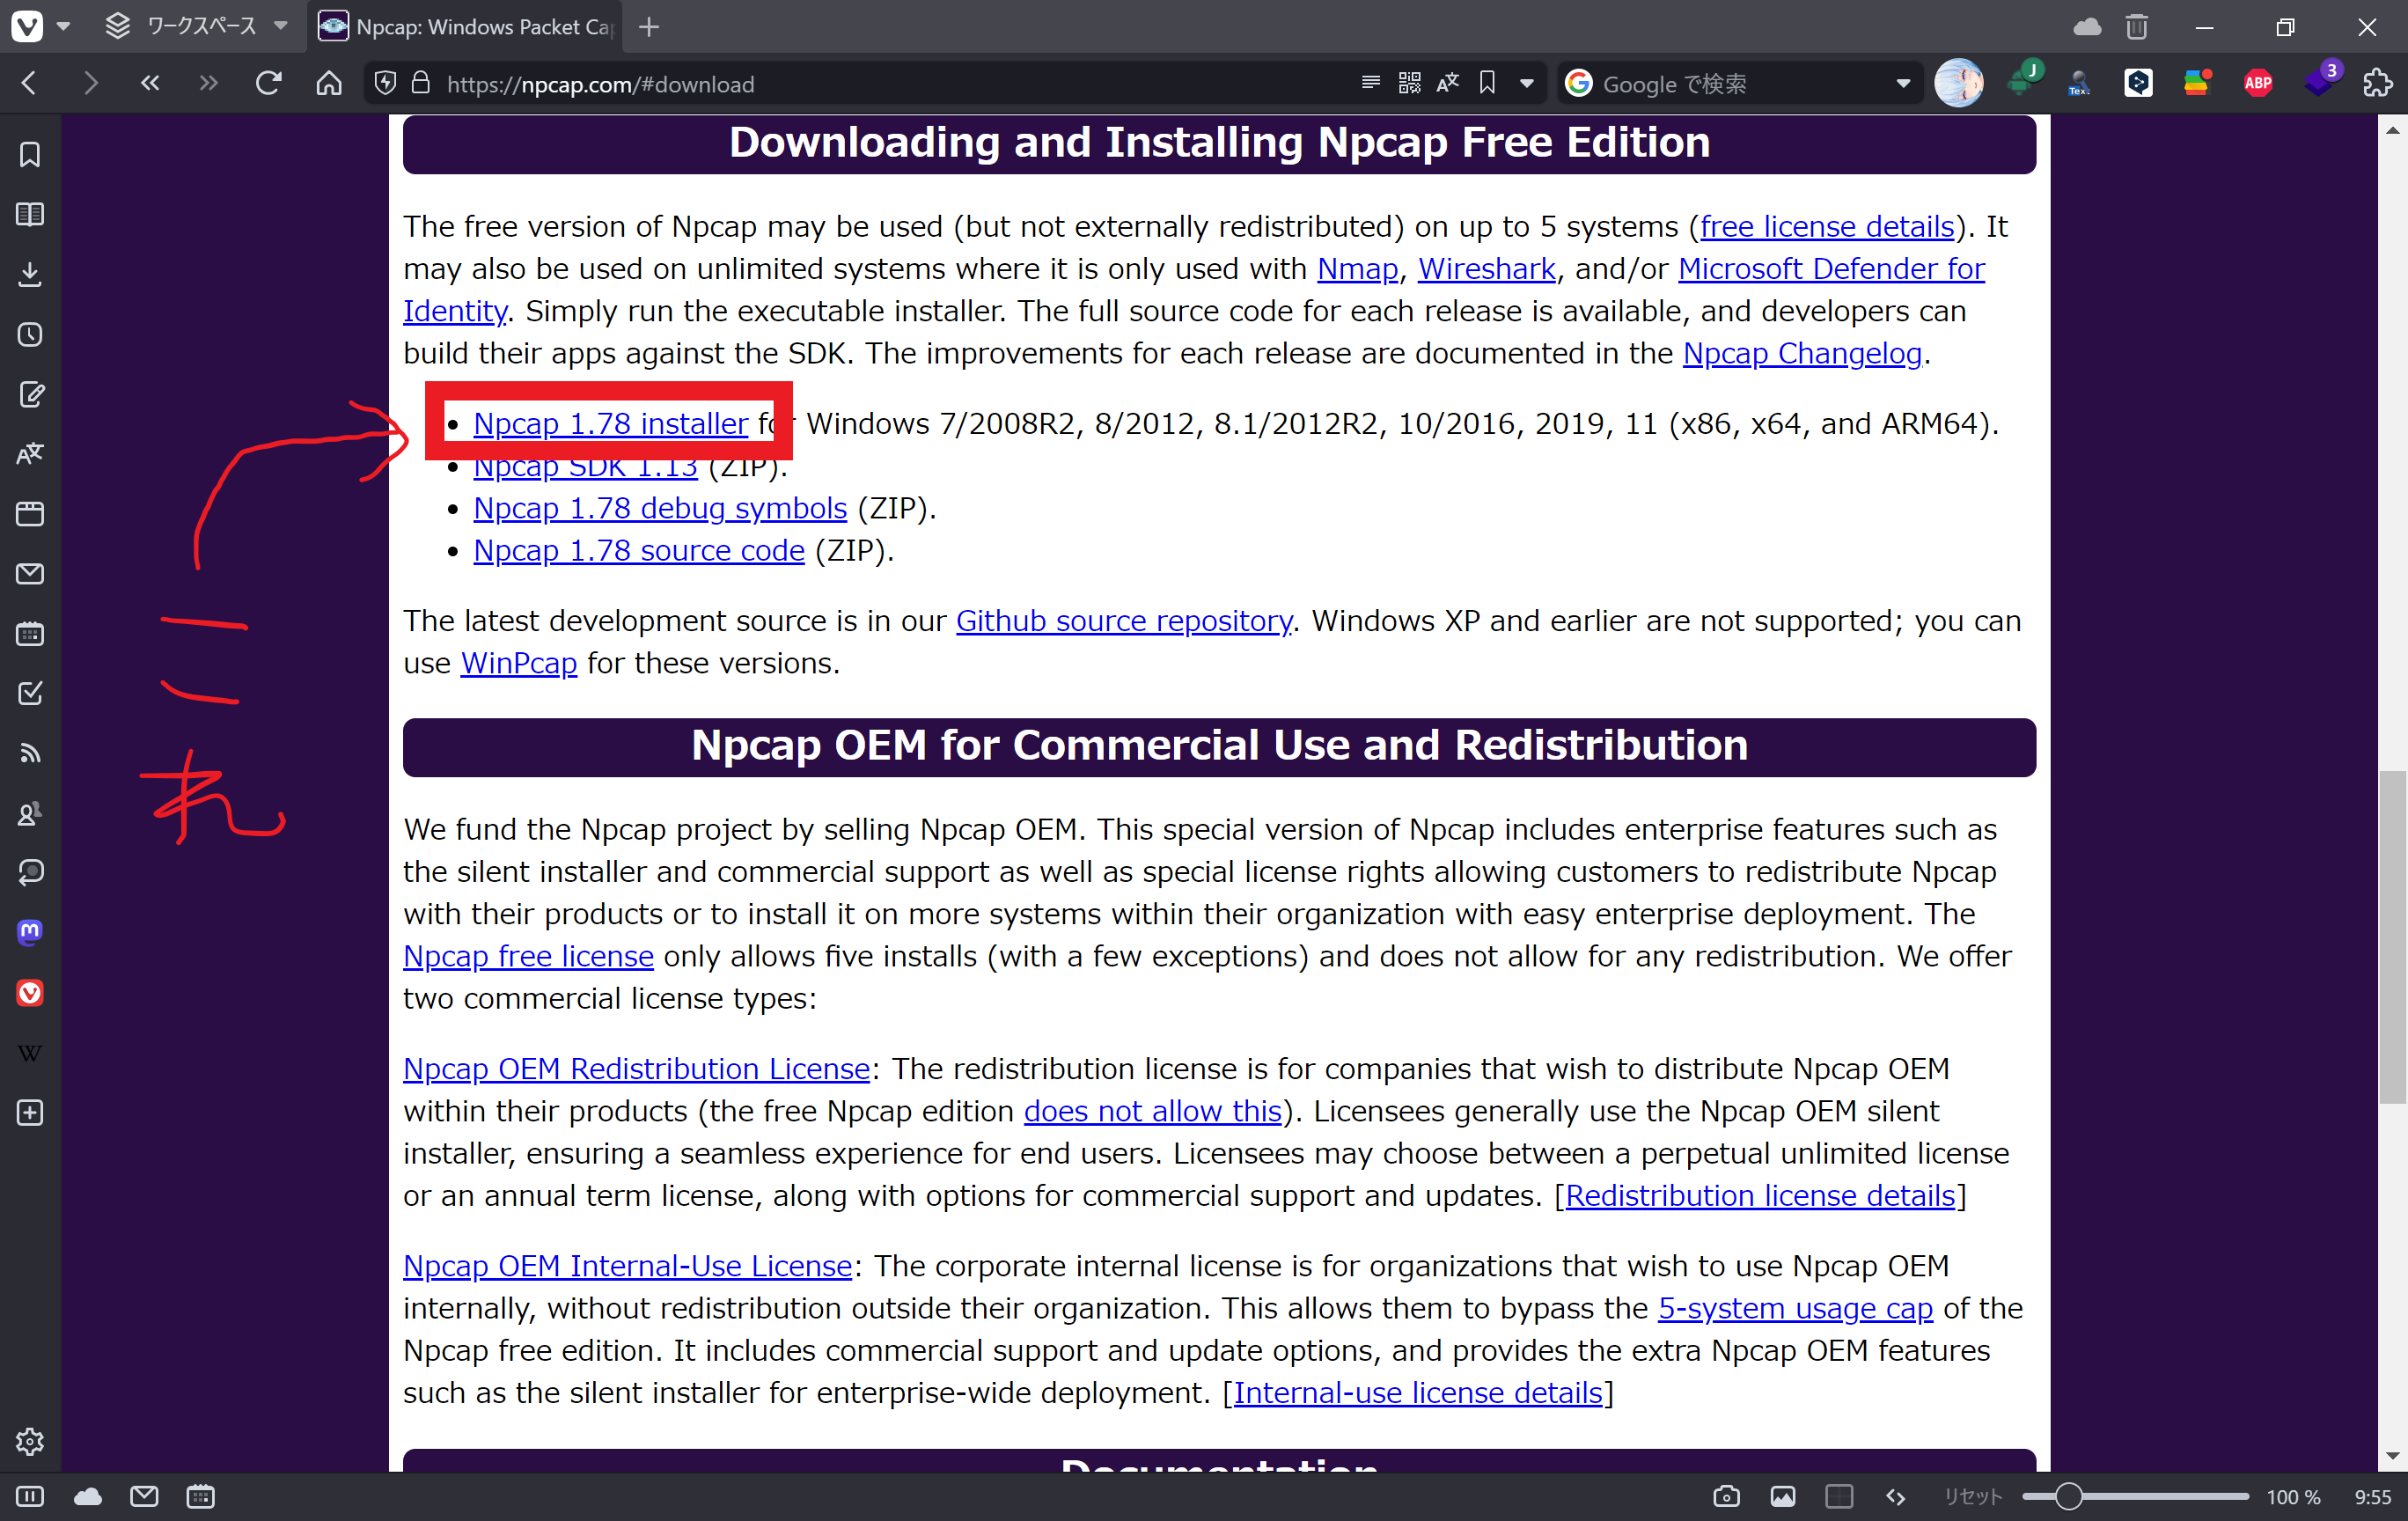 ワークスペース
Npcap: Windows Packet Ca
https://npcap.com/#download
Google で検索
J
Tex
ABP
3
Downloading and Installing Npcap Free Edition
The free version of Npcap may be used (but not externally redistributed) on up to 5 systems (free license details). It
may also be used on unlimited systems where it is only used with Nmap, Wireshark, and/or Microsoft Defender for
Identity. Simply run the executable installer. The full source code for each release is available, and developers can
build their apps against the SDK. The improvements for each release are documented in the Npcap Changelog.
• Npcap 1.78 installer for Windows 7/2008R2, 8/2012, 8.1/2012R2, 10/2016, 2019, 11 (x86, x64, and ARM64).
• Npcap SDK 1.13 (ZIP).
• Npcap 1.78 debug symbols (ZIP).
• Npcap 1.78 source code (ZIP).
これ
The latest development source is in our Github source repository. Windows XP and earlier are not supported; you can
use WinPcap for these versions.
Npcap OEM for Commercial Use and Redistribution
We fund the Npcap project by selling Npcap OEM. This special version of Npcap includes enterprise features such as
the silent installer and commercial support as well as special license rights allowing customers to redistribute Npcap
with their products or to install it on more systems within their organization with easy enterprise deployment. The
Npcap free license only allows five installs (with a few exceptions) and does not allow for any redistribution. We offer
two commercial license types:
Npcap OEM Redistribution License: The redistribution license is for companies that wish to distribute Npcap OEM
within their products (the free Npcap edition does not allow this). Licensees generally use the Npcap OEM silent
installer, ensuring a seamless experience for end users. Licensees may choose between a perpetual unlimited license
or an annual term license, along with options for commercial support and updates. [Redistribution license details]
Npcap OEM Internal-Use License: The corporate internal license is for organizations that wish to use Npcap OEM
internally, without redistribution outside their organization. This allows them to bypass the 5-system usage cap of the
Npcap free edition. It includes commercial support and update options, and provides the extra Npcap OEM features
such as the silent installer for enterprise-wide deployment. [Internal-use license details]
Documentation
リセット
100 %
9:55